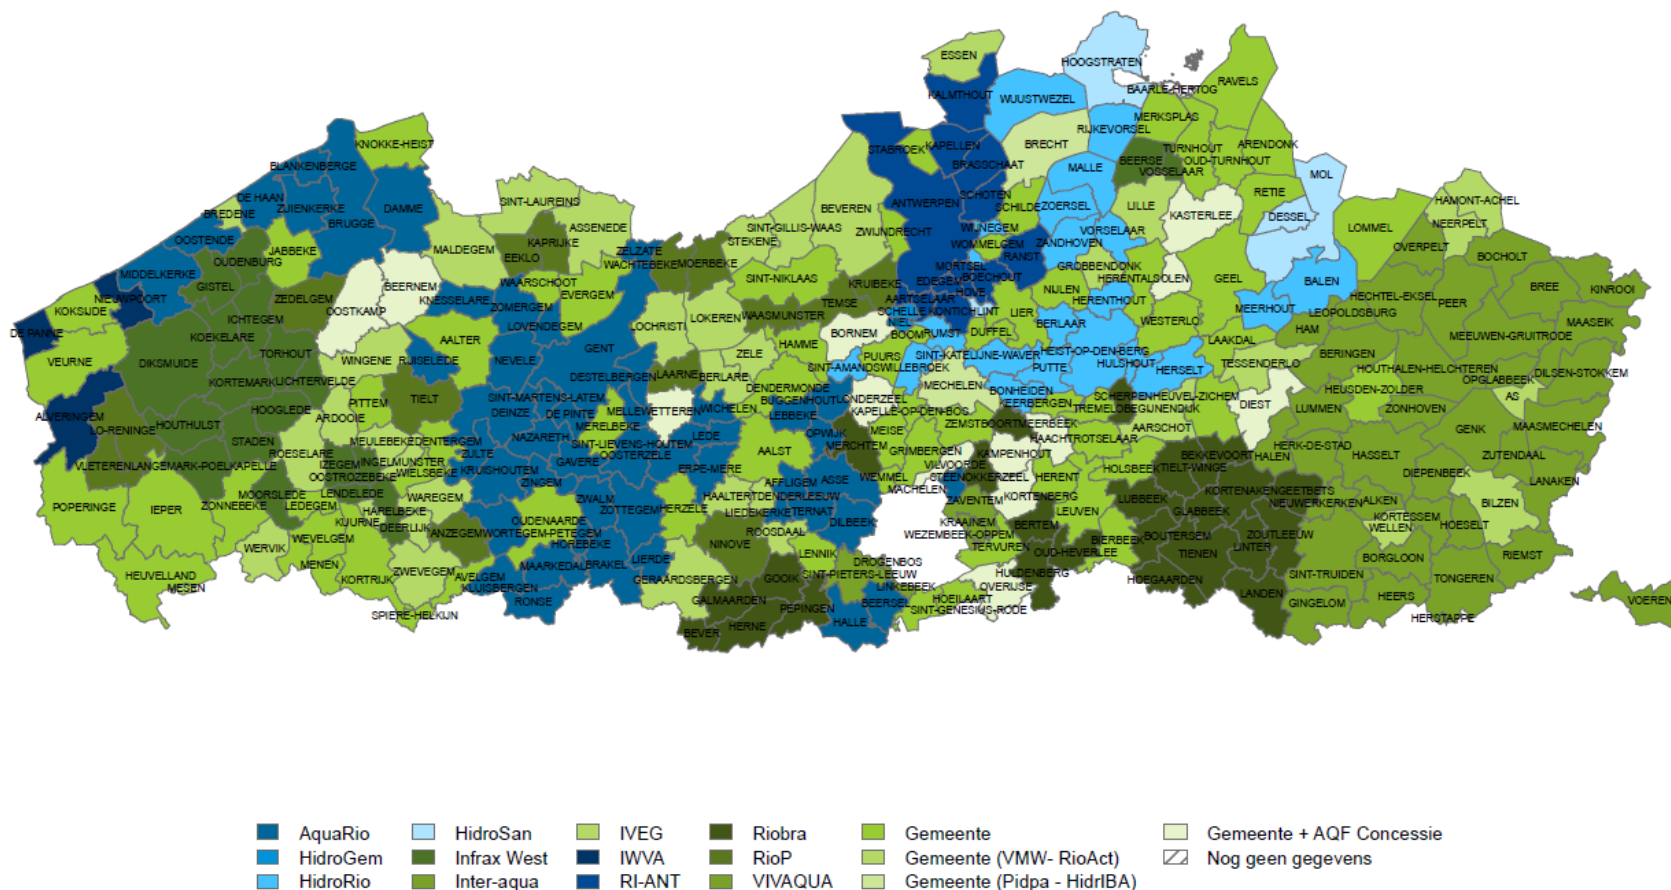 ESSEN
HOOGSTRATEN
KALMTHOUT
WUUSTWEZEL
BAARLE-HERTOG
RAVELS
MERKSPLAS
RIJKEVORSEL
KNOKKE-HEIST
STABROEK
KAPELLEN
BRECHT
TURNHOUT
ARENDONK
BLANKENBERGE
BRASSCHAAT
MALLE
BEERSE
VOSSELAAR
OUD-TURNHOUT
MOL
DE HAAN
ZUIENKERKE
DAMME
SINT-LAUREINS
BEVEREN
ANTWERPEN
SCHOTEN
SCHILDE
ZOERSEL
LILLE
KASTERLEE
RETIE
DESSEL
HAMONT-ACHEL
BREDENE
BRUGGE
ASSENEDE
SINT-GILLIS-WAAS
STEKENE
ZWIJNDRECHT
WIJNEGEM
VORSELAAR
LOMMEL
NEERPELT
OOSTENDE
JABBEKE
MALDEGEM
KAPRIJKE
EEKLO
ZELZATE
WACHTEBEKE
MOERBEKE
WOMMELGEM
RANST
ZANDHOVEN
OVERPELT
BOCHOLT
OUDENBURG
MIDDELKERKE
GISTEL
BEERNEM
WAARSCHOOT
EVERGEM
SINT-NIKLAAS
KRUIBEKE
MORTSEL
EDEGEM
BOECHOUT
HOVE
GROBBENDONK
HERENTALS
OLEN
GEEL
BALEN
NIEUWPOORT
KOKSIJDE
ZEDELGEM
OOSTKAMP
KNESSELARE
ZOMERGEM
LOKEREN
WAASMUNSTER
TEMSE
AARTSELAAR
KONTICH
LINT
NIJLEN
HERENTHOUT
MEERHOUT
HECHTEL-EKSEL
PEER
BREE
KINROOI
DE PANNE
ICHTEGEM
LOVENDEGEM
LOCHRISTI
BORNEM
SCHELLE
NIEL
BOOM
RUMST
DUFFEL
LIER
BERLAAR
WESTERLO
LEOPOLDSBURG
HAM
MAASEIK
VEURNE
KOEKELARE
DIKSMUIDE
TORHOUT
WINGENE
AALTER
RUISELEDE
NEVELE
GENT
ZELE
HAMME
PUURS
SINT-KATELIJNE-WAVER
HEIST-OP-DEN-BERG
LAAKDAL
MEEUWEN-GRUITRODE
BERINGEN
TESSENDERLO
KORTEMARK
LICHTERVELDE
DESTELBERGEN
LAARNE
BERLARE
SINT-AMANDS
WILLEBROEK
PUTTE
HULSHOUT
HERSELT
HOUTHALEN-HELCHTEREN
OPGLABBEEK
DILSEN-STOKKEM
ALVERINGEM
HOOGLEDE
PITTEM
TIELT
SINT-MARTENS-LATEM
DEINZE
DE PINTE
MELLE
WETTEREN
WICHELEN
DENDERMONDE
BUGGENHOUT
LEBBEKE
LONDERZEEL
MECHELEN
BONHEIDEN
KEERBERGEN
SCHERPENHEUVEL-ZICHEM
DIEST
HEUSDEN-ZOLDER
AS
LO-RENINGE
HOUTHULST
ARDOOIE
MERELBEKE
KAPELLE-OP-DEN-BOS
TREMELO
BEGIJNENDIJK
LUMMEN
ZONHOVEN
STADEN
MEULEBEKE
DENTERGEM
NAZARETH
SINT-LIEVENS-HOUTEM
LEDE
OPWIJK
MEISE
ZEMST
BOORTMEERBEEK
HAACHT
ROTSELAAR
AARSCHOT
GENK
MAASMECHELEN
ROESELARE
ZULTE
OOSTERZELE
AALST
MERCHTEM
GRIMBERGEN
HERK-DE-STAD
HASSELT
ZUTENDAAL
VLETEREN
LANGEMARK-POELKAPELLE
IZEGEM
INGELMUNSTER
OOSTROZEBEKE
WIELSBEKE
KRUISHOUTEM
GAVERE
ERPE-MERE
VILVOORDE
KAMPENHOUT
BEKKEVOORT
HALEN
ZINGEM
AFFLIGEM
ASSE
WEMMEL
MACHELEN
STEENOKKERZEEL
HERENT
HOLSBEEK
TIELT-WINGE
DIEPENBEEK
LANAKEN
POPERINGE
IEPER
ZONNEBEKE
MOORSLEDE
LEDEGEM
LENDELEDE
WAREGEM
ZWALM
ZOTTEGEM
HERZELE
HAALTERT
DENDERLEEUW
LIEDEKERKE
TERNAT
DILBEEK
ZAVENTEM
KORTENBERG
LEUVEN
LUBBEEK
KORTENAKEN
GEETBETS
NIEUWERKERKEN
ALKEN
BILZEN
HARELBEKE
KUURNE
DEERLIJK
OUDENAARDE
ROOSDAAL
KRAAINEM
GLABBEEK
KORTESSEM
WELLEN
HOESELT
WERVIK
WEVELGEM
ANZEGEM
WORTEGEM-PETEGEM
HOREBEKE
NINOVE
LENNIK
WEZEMBEEK-OPPEM
BERTEM
BIERBEEK
BOUTERSEM
ZOUTLEEUW
LINTER
TIENEN
BORGLOON
RIEMST
HEUVELLAND
MESEN
MENEN
KORTRIJK
ZWEVEGEM
AVELGEM
KLUISBERGEN
MAARKEDAL
BRAKEL
LIERDE
GERAARDSBERGEN
GOOIK
SINT-PIETERS-LEEUW
DROGENBOS
TERVUREN
OUD-HEVERLEE
HULDENBERG
HOEGAARDEN
LANDEN
SINT-TRUIDEN
TONGEREN
RONSE
GALMAARDEN
PEPINGEN
LINKEBEEK
BEERSEL
HOEILAART
OVERIJSE
SINT-GENESIUS-RODE
GINGELOM
HEERS
HERSTAPPE
VOEREN
SPIERE-HELKIJN
BEVER
HERNE
HALLE
AquaRio
HidroSan
IVEG
Riobra
Gemeente
Gemeente + AQF Concessie
HidroGem
Infrax West
IWVA
RioP
Gemeente (VMW- RioAct)
Nog geen gegevens
HidroRio
Inter-aqua
RI-ANT
VIVAQUA
Gemeente (Pidpa - HidrIBA)